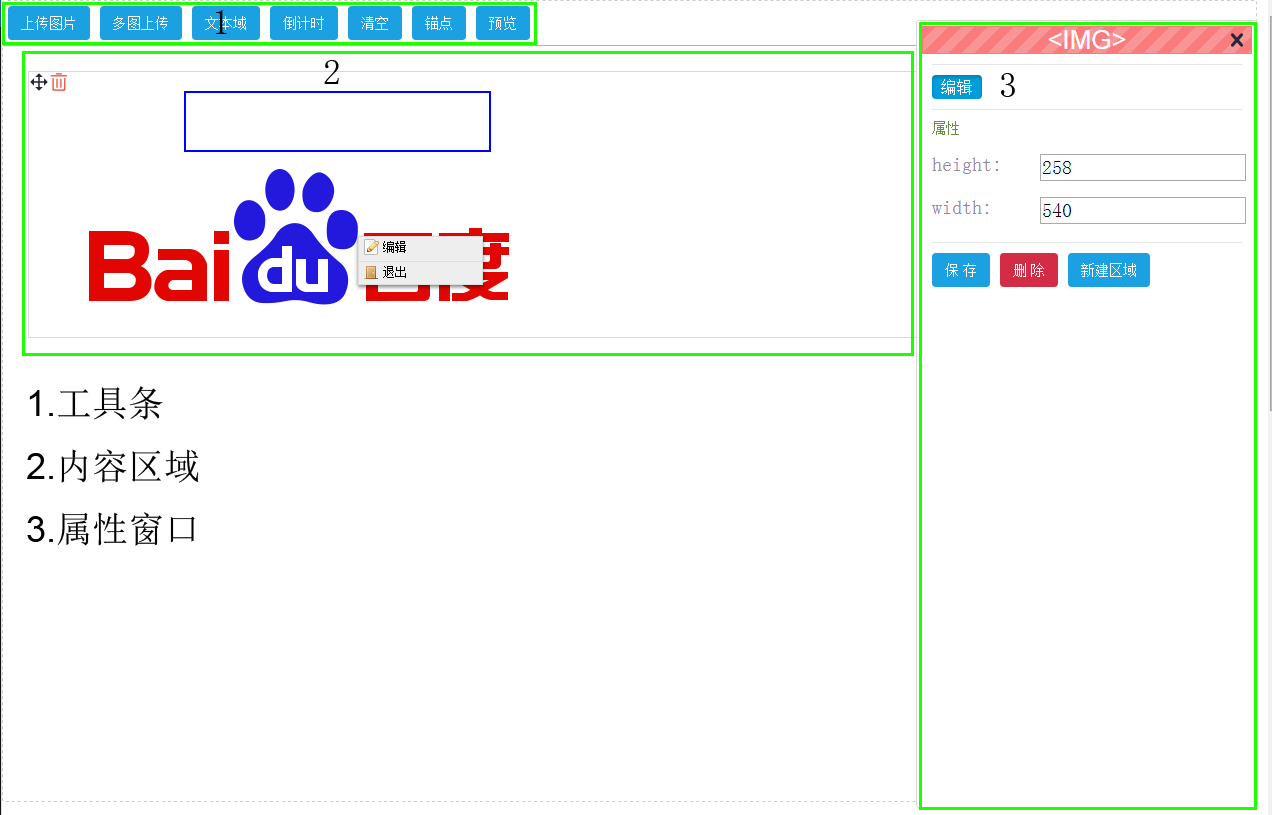 上传图片 多图上传 文本域 倒计时 清空 锚点 预览
1
<IMG>
2
编辑 3
属性
height: 258
width: 540
保 存 删 除 新建区域
Bai du 百度
编辑
退出
1.工具条
2.内容区域
3.属性窗口